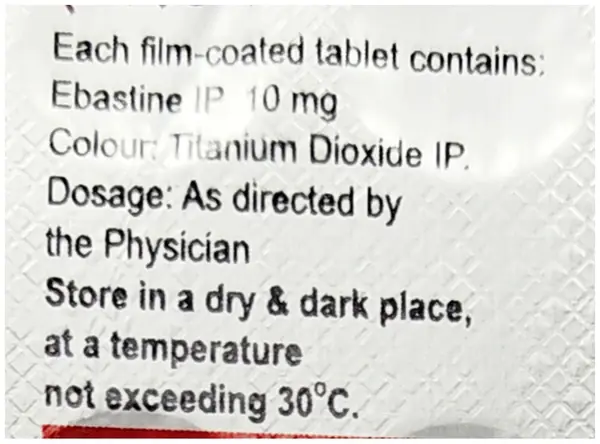 Each film-coated tablet contains:
Ebastine IP 10 mg
Colour: Titanium Dioxide IP.
Dosage: As directed by
the Physician
Store in a dry & dark place,
at a temperature
not exceeding 30°C.